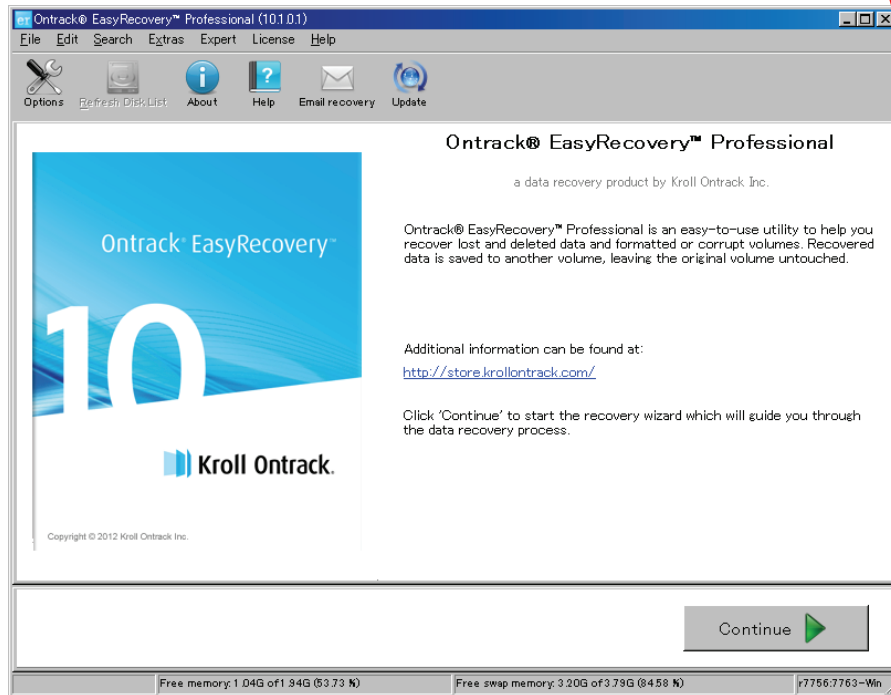 er Ontrack® EasyRecovery™ Professional (10.1.0.1)
File Edit Search Extras Expert License Help
Options Refresh Disk List About Help Email recovery Update
Ontrack® EasyRecovery™ Professional
a data recovery product by Kroll Ontrack Inc.
Ontrack® EasyRecovery™
10
Kroll Ontrack.
Copyright © 2012 Kroll Ontrack Inc.
Ontrack® EasyRecovery™ Professional is an easy-to-use utility to help you
recover lost and deleted data and formatted or corrupt volumes. Recovered
data is saved to another volume, leaving the original volume untouched.
Additional information can be found at:
http://store.krollontrack.com/
Click 'Continue' to start the recovery wizard which will guide you through
the data recovery process.
Continue
Free memory: 1.04G of 1.94G (53.73 %) Free swap memory: 3.20G of 3.79G (84.58 %) r7756:7763-Win